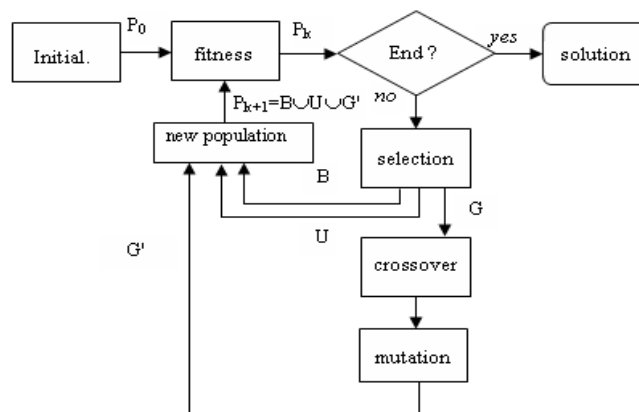 P0
Pk
Initial.
fitness
End ?
yes
solution
no
Pk+1=B∪U∪G'
new population
selection
B
G
U
G'
crossover
mutation